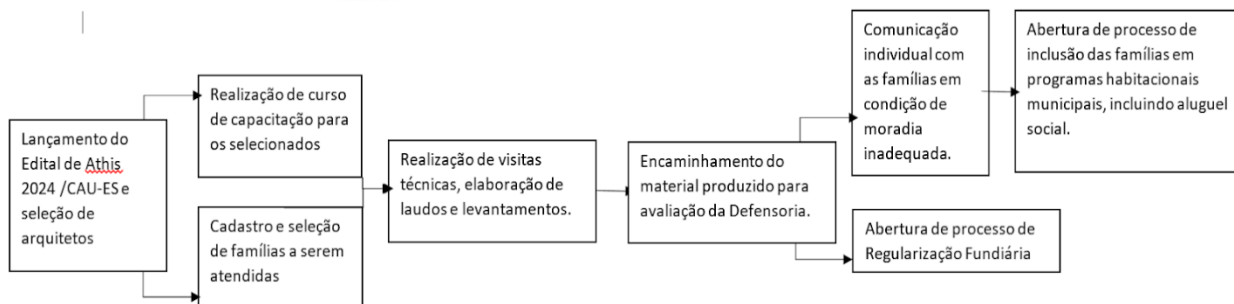 Lançamento do
Edital de Athis
2024 /CAU-ES e
seleção de
arquitetos
Realização de curso
de capacitação para
os selecionados
Cadastro e seleção
de famílias a serem
atendidas
Realização de visitas
técnicas, elaboração de
laudos e levantamentos.
Encaminhamento do
material produzido para
avaliação da Defensoria.
Comunicação
individual com
as famílias em
condição de
moradia
inadequada.
Abertura de processo de
inclusão das famílias em
programas habitacionais
municipais, incluindo aluguel
social.
Abertura de processo de
Regularização Fundiária